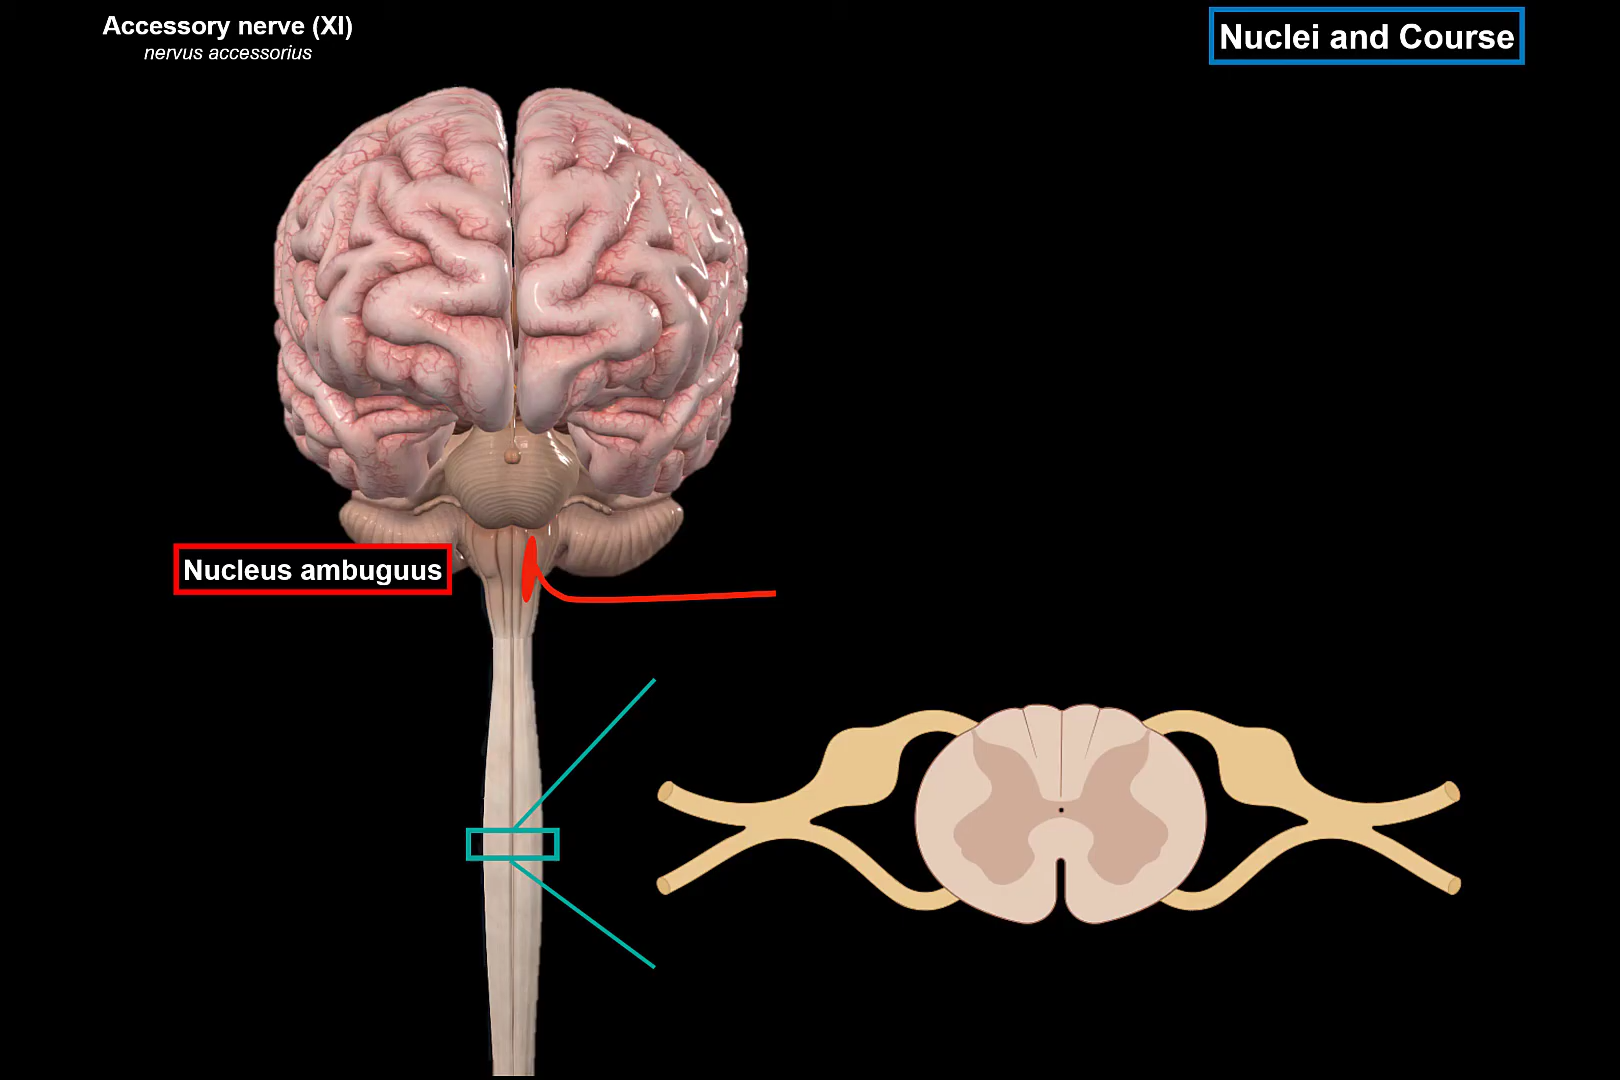 Accessory nerve (XI)
nervus accessorius
Nuclei and Course
Nucleus ambuguus